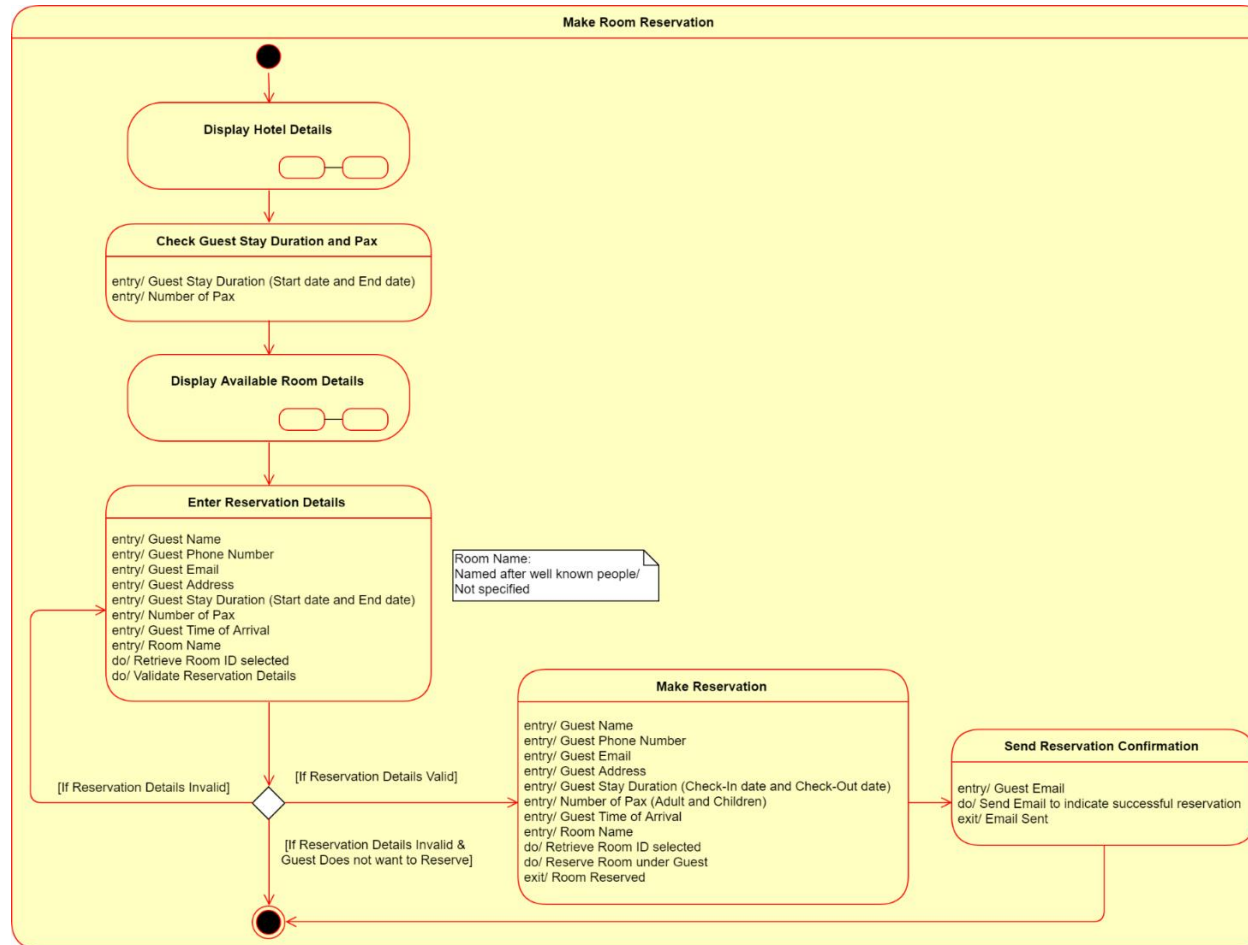 Make Room Reservation
Display Hotel Details
Check Guest Stay Duration and Pax
entry/ Guest Stay Duration (Start date and End date)
entry/ Number of Pax
Display Available Room Details
Enter Reservation Details
entry/ Guest Name
entry/ Guest Phone Number
entry/ Guest Email
entry/ Guest Address
entry/ Guest Stay Duration (Start date and End date)
entry/ Number of Pax
entry/ Guest Time of Arrival
entry/ Room Name
do/ Retrieve Room ID selected
do/ Validate Reservation Details
Room Name:
Named after well known people/
Not specified
[If Reservation Details Invalid]
[If Reservation Details Valid]
[If Reservation Details Invalid &
Guest Does not want to Reserve]
Make Reservation
entry/ Guest Name
entry/ Guest Phone Number
entry/ Guest Email
entry/ Guest Address
entry/ Guest Stay Duration (Check-In date and Check-Out date)
entry/ Number of Pax (Adult and Children)
entry/ Guest Time of Arrival
entry/ Room Name
do/ Retrieve Room ID selected
do/ Reserve Room under Guest
exit/ Room Reserved
Send Reservation Confirmation
entry/ Guest Email
do/ Send Email to indicate successful reservation
exit/ Email Sent